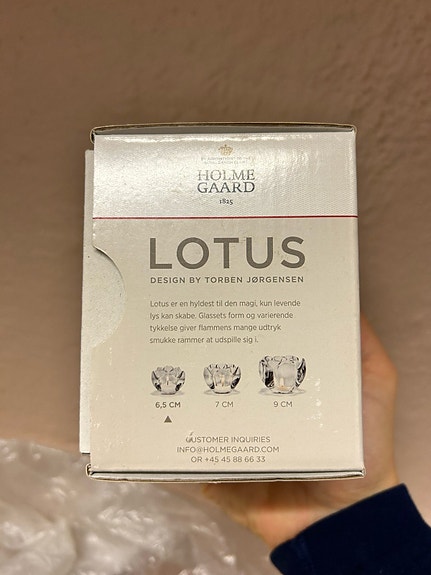 HOLME
GAARD
1825
LOTUS
DESIGN BY TORBEN JØRGENSEN
Lotus er en hyldest til den magi, kun levende
lys kan skabe. Glassets form og varierende
tykkelse giver flammens mange udtryk
smukke rammer at udspille sig i.
6,5 CM 7 CM 9 CM
CUSTOMER INQUIRIES
INFO@HOLMEGAARD.COM
OR +45 45 88 66 33